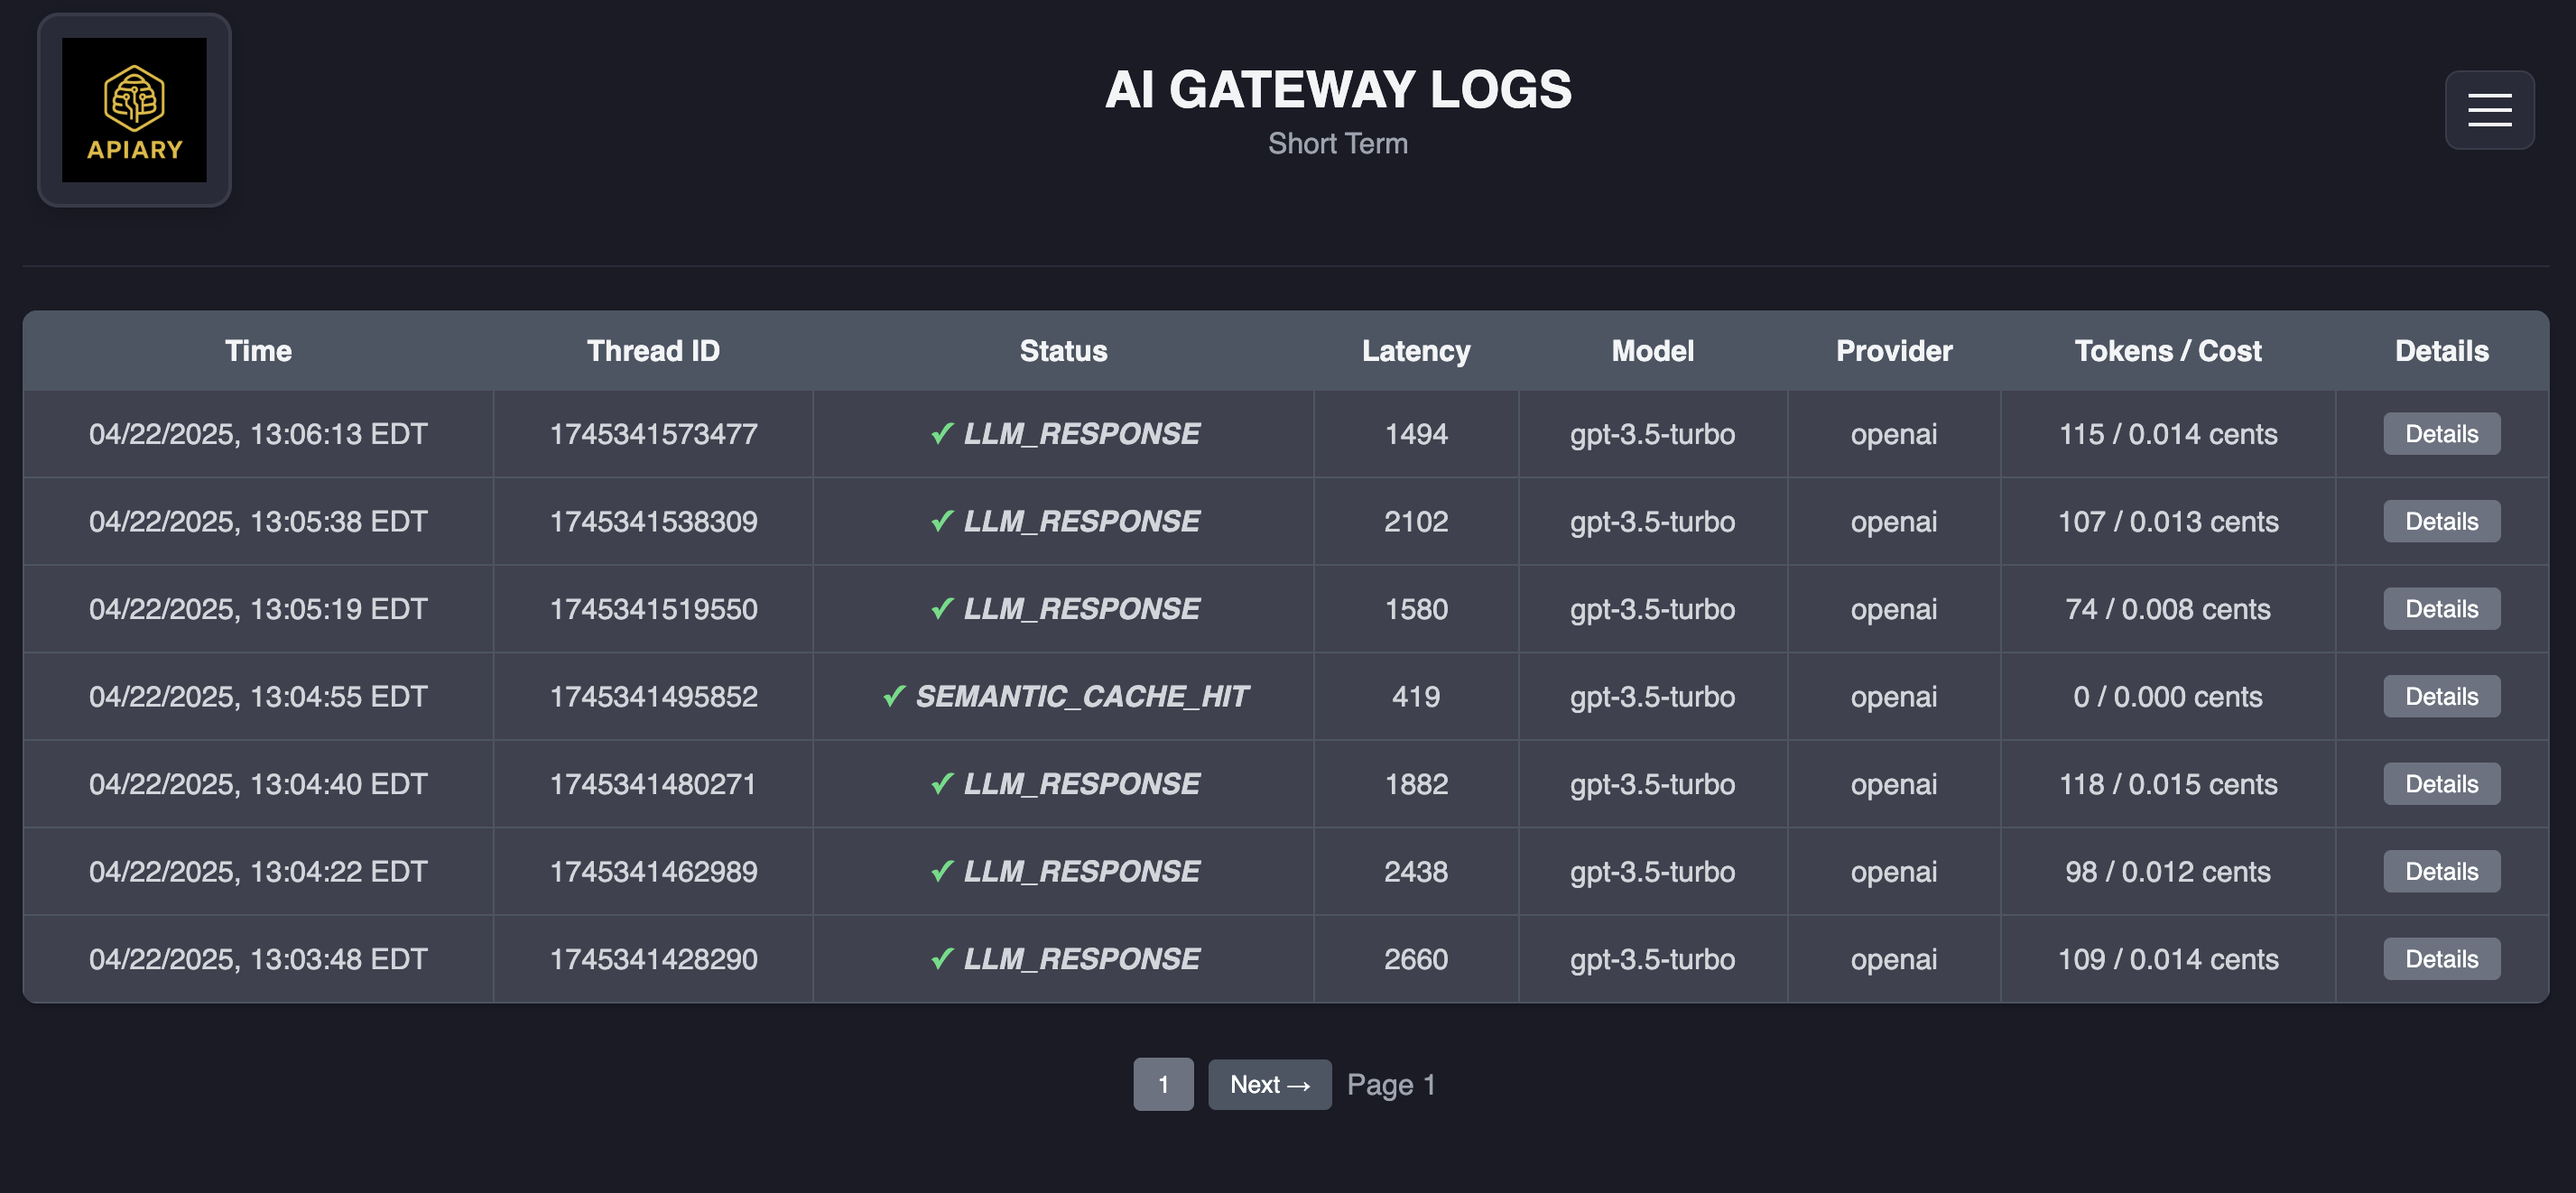 APIARY
AI GATEWAY LOGS
Short Term
Time Thread ID Status Latency Model Provider Tokens / Cost Details
04/22/2025, 13:06:13 EDT 1745341573477 ✓ LLM_RESPONSE 1494 gpt-3.5-turbo openai 115 / 0.014 cents Details
04/22/2025, 13:05:38 EDT 1745341538309 ✓ LLM_RESPONSE 2102 gpt-3.5-turbo openai 107 / 0.013 cents Details
04/22/2025, 13:05:19 EDT 1745341519550 ✓ LLM_RESPONSE 1580 gpt-3.5-turbo openai 74 / 0.008 cents Details
04/22/2025, 13:04:55 EDT 1745341495852 ✓ SEMANTIC_CACHE_HIT 419 gpt-3.5-turbo openai 0 / 0.000 cents Details
04/22/2025, 13:04:40 EDT 1745341480271 ✓ LLM_RESPONSE 1882 gpt-3.5-turbo openai 118 / 0.015 cents Details
04/22/2025, 13:04:22 EDT 1745341462989 ✓ LLM_RESPONSE 2438 gpt-3.5-turbo openai 98 / 0.012 cents Details
04/22/2025, 13:03:48 EDT 1745341428290 ✓ LLM_RESPONSE 2660 gpt-3.5-turbo openai 109 / 0.014 cents Details
1 Next → Page 1